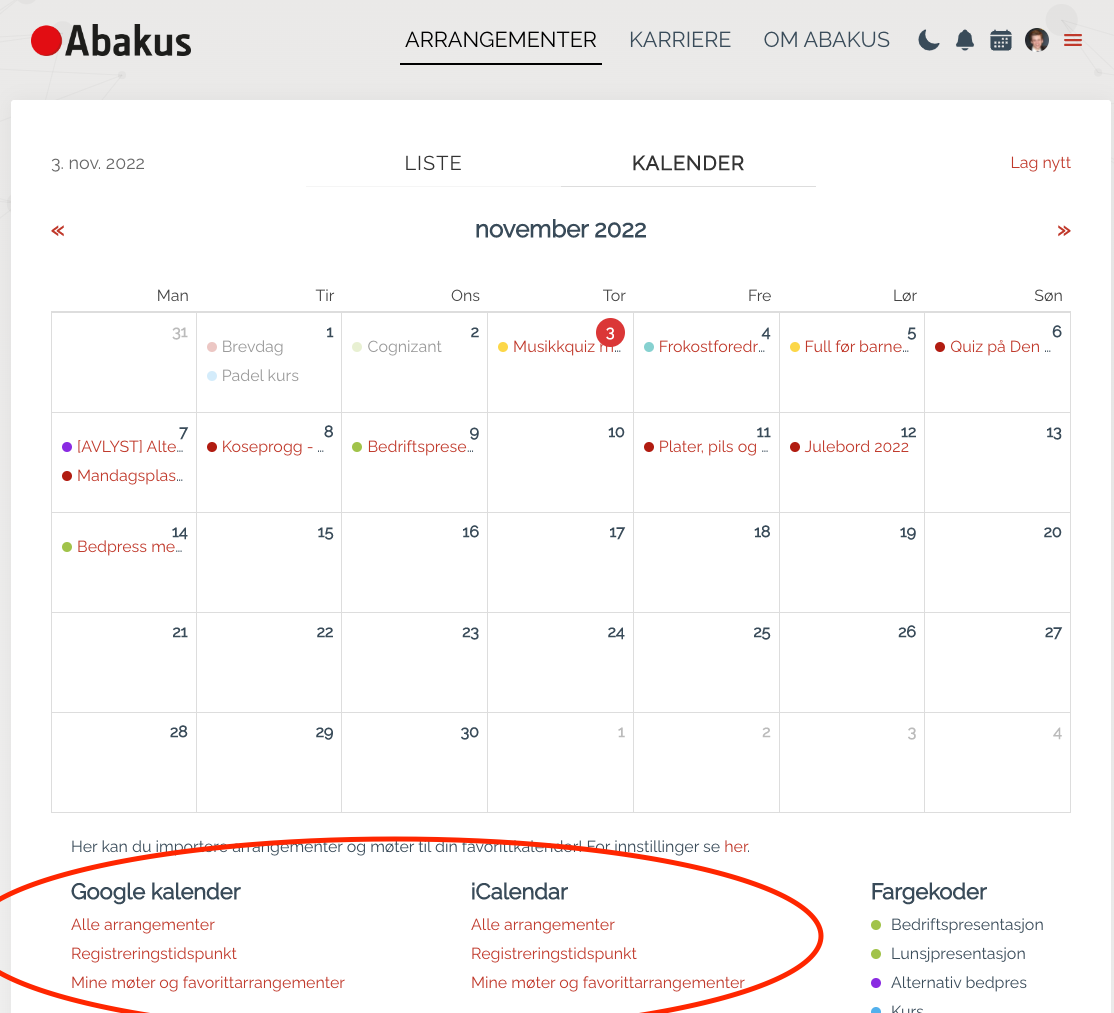 Abakus
ARRANGEMENTER KARRIERE OM ABAKUS
3. nov. 2022 LISTE KALENDER Lag nytt
« november 2022 »
Man Tir Ons Tor Fre Lør Søn
31 1 2 3 4 5 6
Brevdag Cognizant Musikkquiz m... Frokostforedr... Full før barne... Quiz på Den ...
Padel kurs
7 8 9 10 11 12 13
[AVLYST] Alte... Koseprogg - ... Bedriftsprese... Plater, pils og ... Julebord 2022
Mandagsplas...
14 15 16 17 18 19 20
Bedpress me...
21 22 23 24 25 26 27
28 29 30 1 2 3 4
Her kan du importere arrangementer og møter til din favorittkalender! For innstillinger se her.
Google kalender iCalendar Fargekoder
Alle arrangementer Alle arrangementer Bedriftspresentasjon
Registreringstidspunkt Registreringstidspunkt Lunsjpresentasjon
Mine møter og favorittarrangementer Mine møter og favorittarrangementer Alternativ bedpres
Kurs